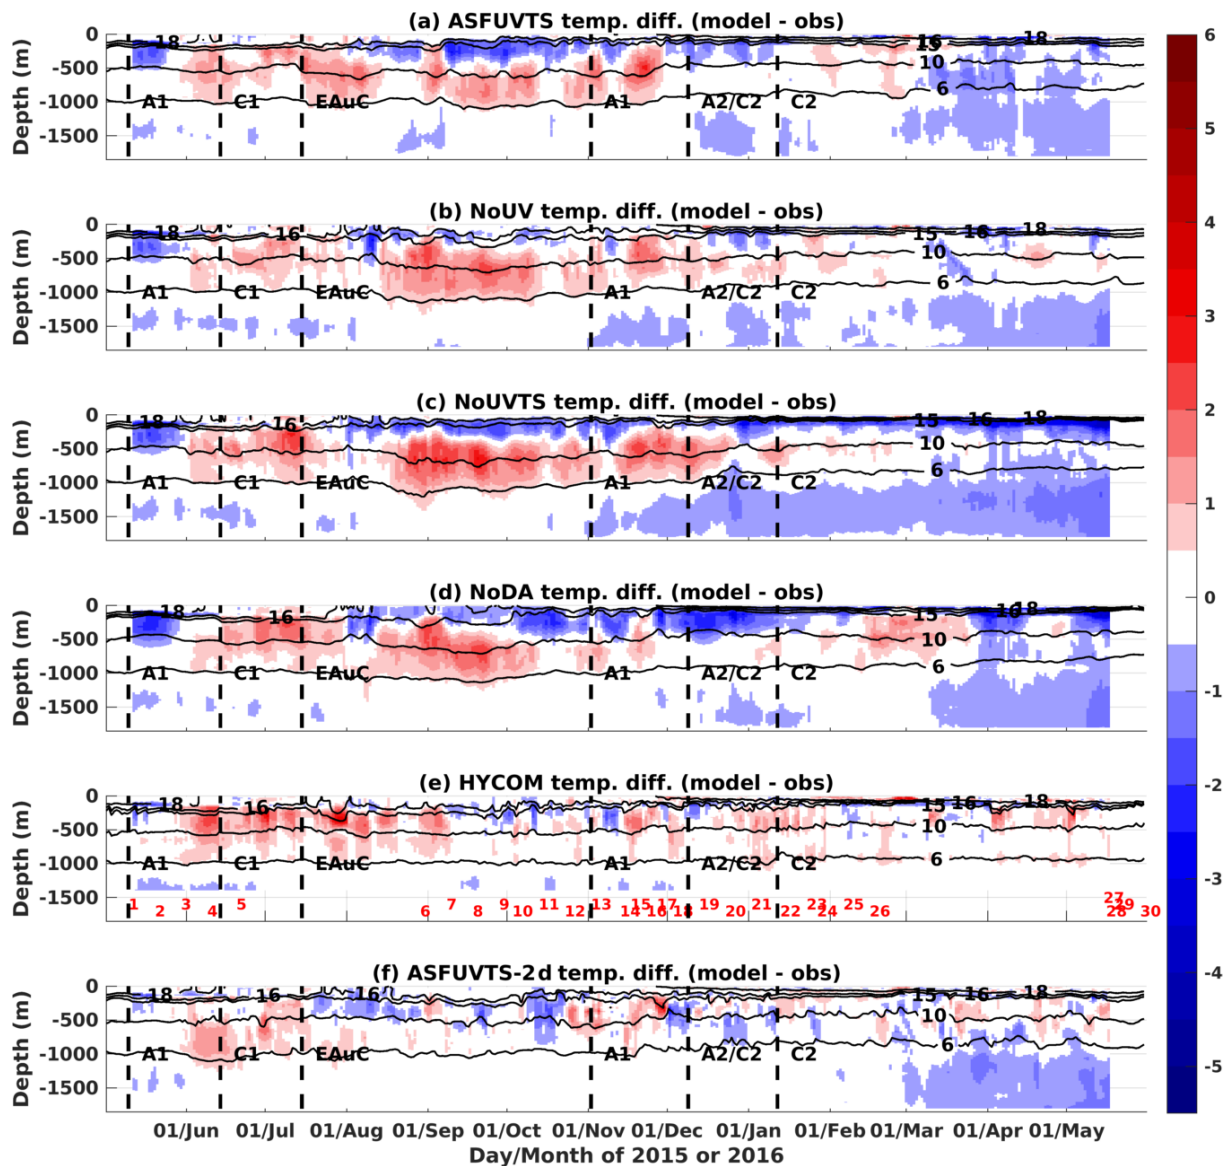 (a) ASFUVTS temp. diff. (model - obs)
0
-500
-1000
-1500
Depth (m)
18
16
15
18
10
6
A1
C1
EAuC
A1
A2/C2
C2
(b) NoUV temp. diff. (model - obs)
0
-500
-1000
-1500
Depth (m)
18
16
15
16
18
10
6
A1
C1
EAuC
A1
A2/C2
C2
(c) NoUVTS temp. diff. (model - obs)
0
-500
-1000
-1500
Depth (m)
18
16
15
16
18
10
6
A1
C1
EAuC
A1
A2/C2
C2
(d) NoDA temp. diff. (model - obs)
0
-500
-1000
-1500
Depth (m)
18
16
15
16
18
10
6
A1
C1
EAuC
A1
A2/C2
C2
(e) HYCOM temp. diff. (model - obs)
0
-500
-1000
-1500
Depth (m)
18
16
15
16
18
10
6
A1
C1
EAuC
A1
A2/C2
C2
1 2 3 4 5 6 7 8 9 10 11 12 13 14 15 16 17 18 19 20 21 22 23 24 25 26 27 28 29 30
(f) ASFUVTS-2d temp. diff. (model - obs)
0
-500
-1000
-1500
Depth (m)
18
16
16
15
16
18
10
6
A1
C1
EAuC
A1
A2/C2
C2
01/Jun 01/Jul 01/Aug 01/Sep 01/Oct 01/Nov 01/Dec 01/Jan 01/Feb 01/Mar 01/Apr 01/May
Day/Month of 2015 or 2016
6
5
4
3
2
1
0
-1
-2
-3
-4
-5